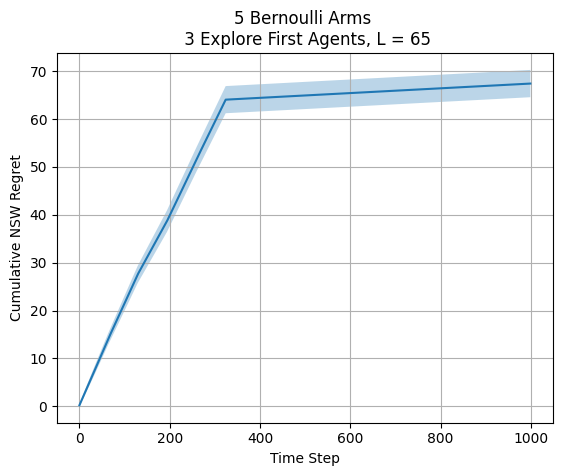 5 Bernoulli Arms
3 Explore First Agents, L = 65
Cumulative NSW Regret
70
60
50
40
30
20
10
0
0 200 400 600 800 1000
Time Step